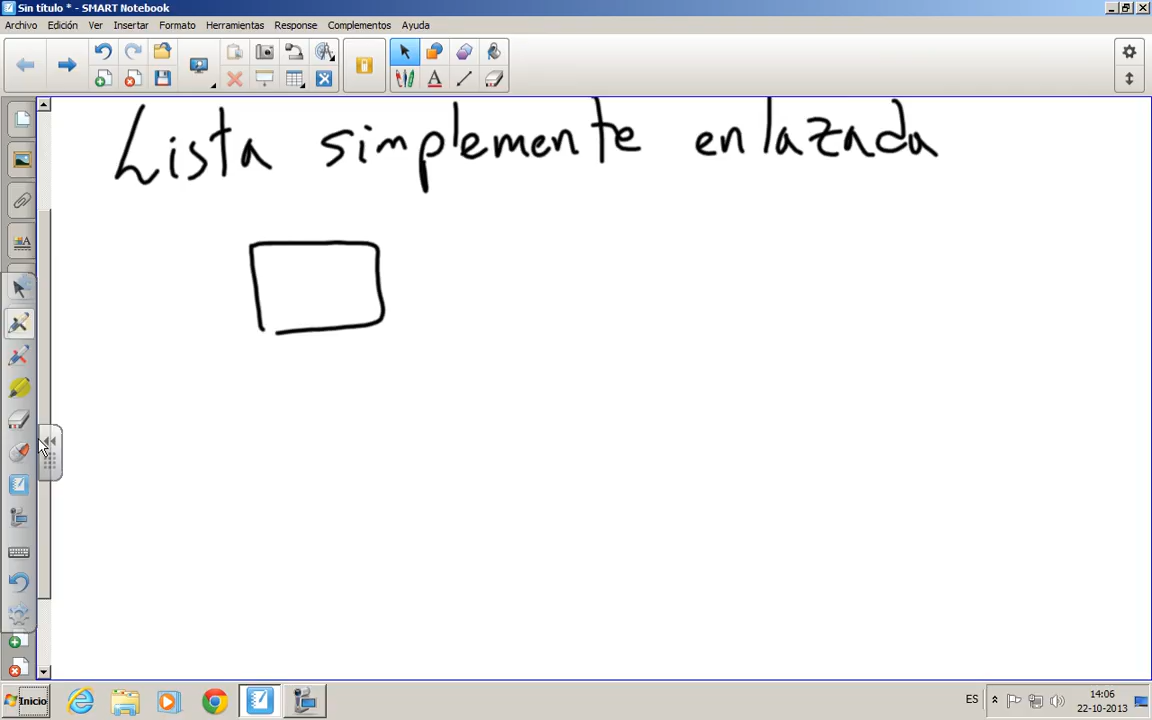 Sin título * - SMART Notebook
Archivo Edición Ver Insertar Formato Herramientas Response Complementos Ayuda
Lista simplemente enlazada
Inicio
ES
14:06
22-10-2013